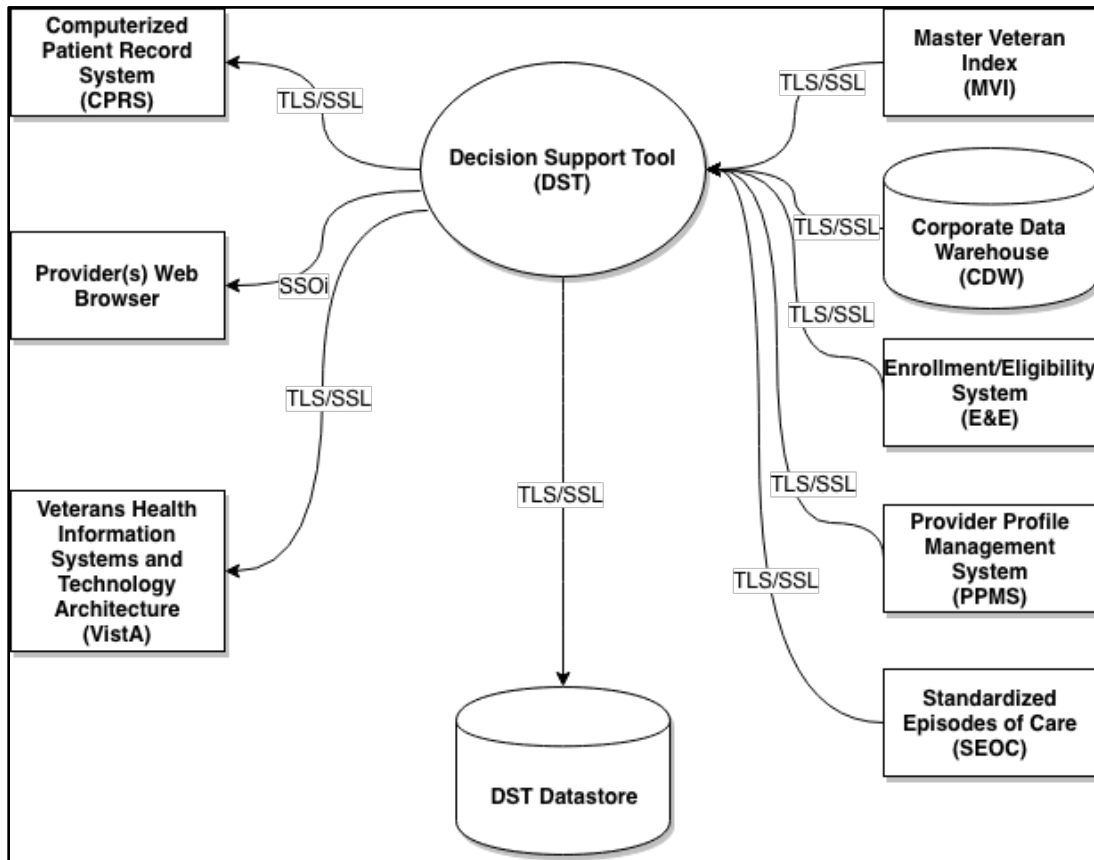 Computerized
Patient Record
System
(CPRS)
TLS/SSL
Decision Support Tool
(DST)
TLS/SSL
Master Veteran
Index
(MVI)
TLS/SSL
Corporate Data
Warehouse
(CDW)
Provider(s) Web
Browser
SSOi
TLS/SSL
Enrollment/Eligibility
System
(E&E)
TLS/SSL
Veterans Health
Information
Systems and
Technology
Architecture
(VistA)
TLS/SSL
TLS/SSL
Provider Profile
Management
System
(PPMS)
TLS/SSL
Standardized
Episodes of Care
(SEOC)
DST Datastore